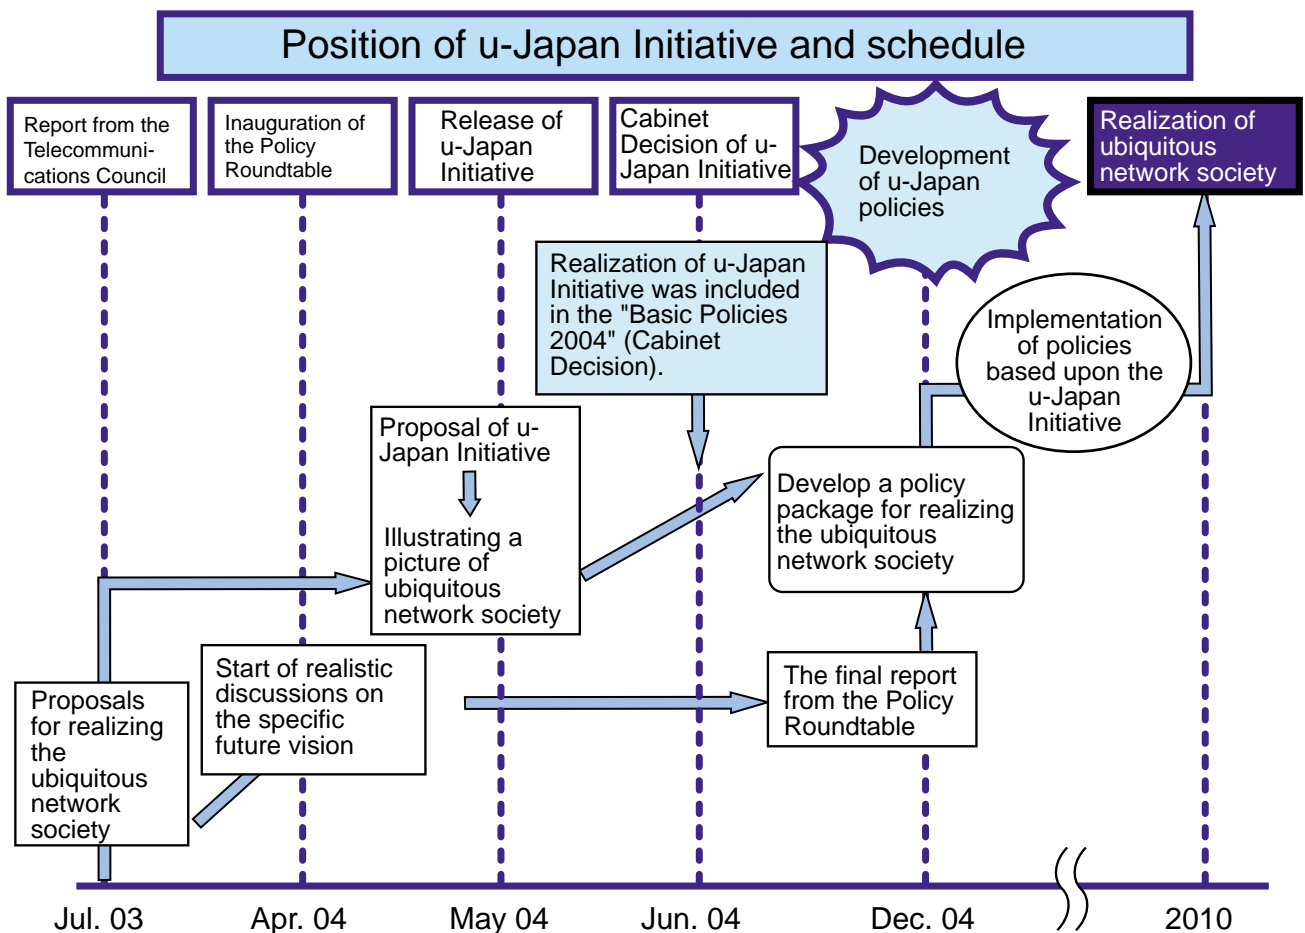 Position of u-Japan Initiative and schedule
Report from the
Telecommuni-
cations Council
Inauguration of
the Policy
Roundtable
Release of
u-Japan
Initiative
Cabinet
Decision of u-
Japan Initiative
Development
of u-Japan
policies
Realization of
ubiquitous
network society
Realization of u-Japan
Initiative was included
in the "Basic Policies
2004" (Cabinet
Decision).
Implementation
of policies
based upon the
u-Japan
Initiative
Proposal of u-
Japan Initiative
Illustrating a
picture of
ubiquitous
network society
Develop a policy
package for realizing
the ubiquitous
network society
Proposals
for realizing
the
ubiquitous
network
society
Start of realistic
discussions on
the specific
future vision
The final report
from the Policy
Roundtable
Jul. 03
Apr. 04
May 04
Jun. 04
Dec. 04
2010